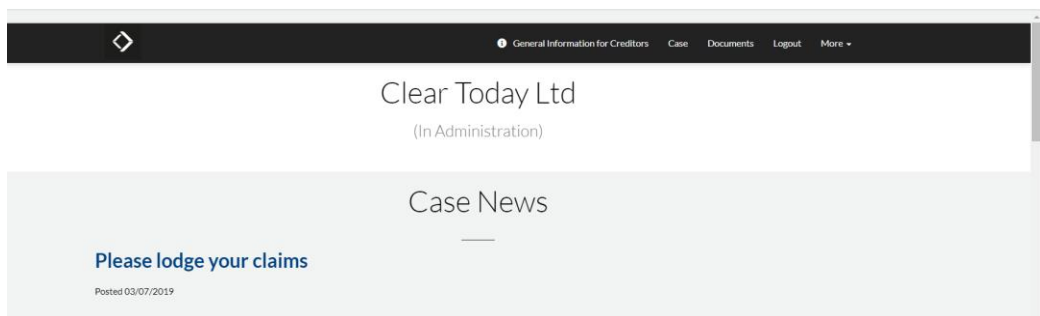 General Information for Creditors Case Documents Logout More
Clear Today Ltd
(In Administration)
Case News
Please lodge your claims
Posted 03/07/2019